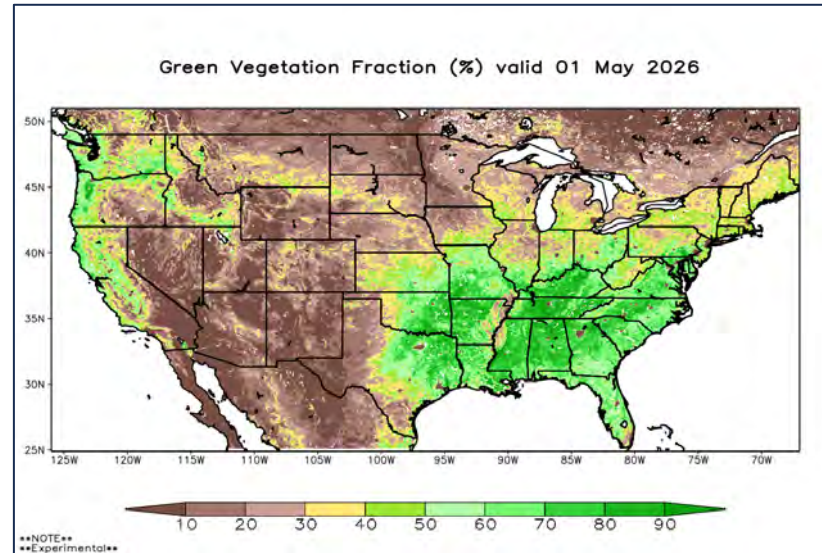 Green Vegetation Fraction (%) valid 01 May 2026
50N
45N
40N
35N
30N
25N
125W 120W 115W 110W 105W 100W 95W 90W 85W 80W 75W 70W
10 20 30 40 50 60 70 80 90
**NOTE**
**Experimental**